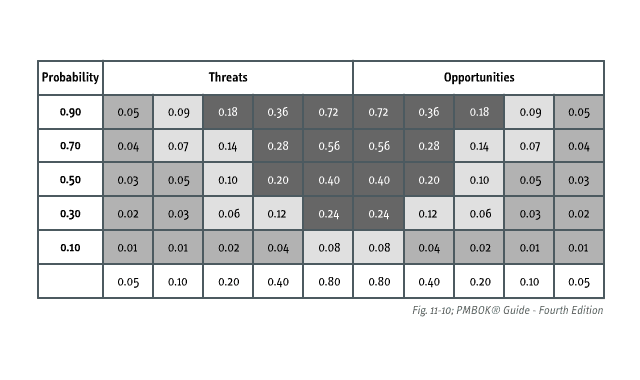 Probability Threats Opportunities
0.90 0.05 0.09 0.18 0.36 0.72 0.72 0.36 0.18 0.09 0.05
0.70 0.04 0.07 0.14 0.28 0.56 0.56 0.28 0.14 0.07 0.04
0.50 0.03 0.05 0.10 0.20 0.40 0.40 0.20 0.10 0.05 0.03
0.30 0.02 0.03 0.06 0.12 0.24 0.24 0.12 0.06 0.03 0.02
0.10 0.01 0.01 0.02 0.04 0.08 0.08 0.04 0.02 0.01 0.01
0.05 0.10 0.20 0.40 0.80 0.80 0.40 0.20 0.10 0.05
Fig. 11-10; PMBOK® Guide - Fourth Edition